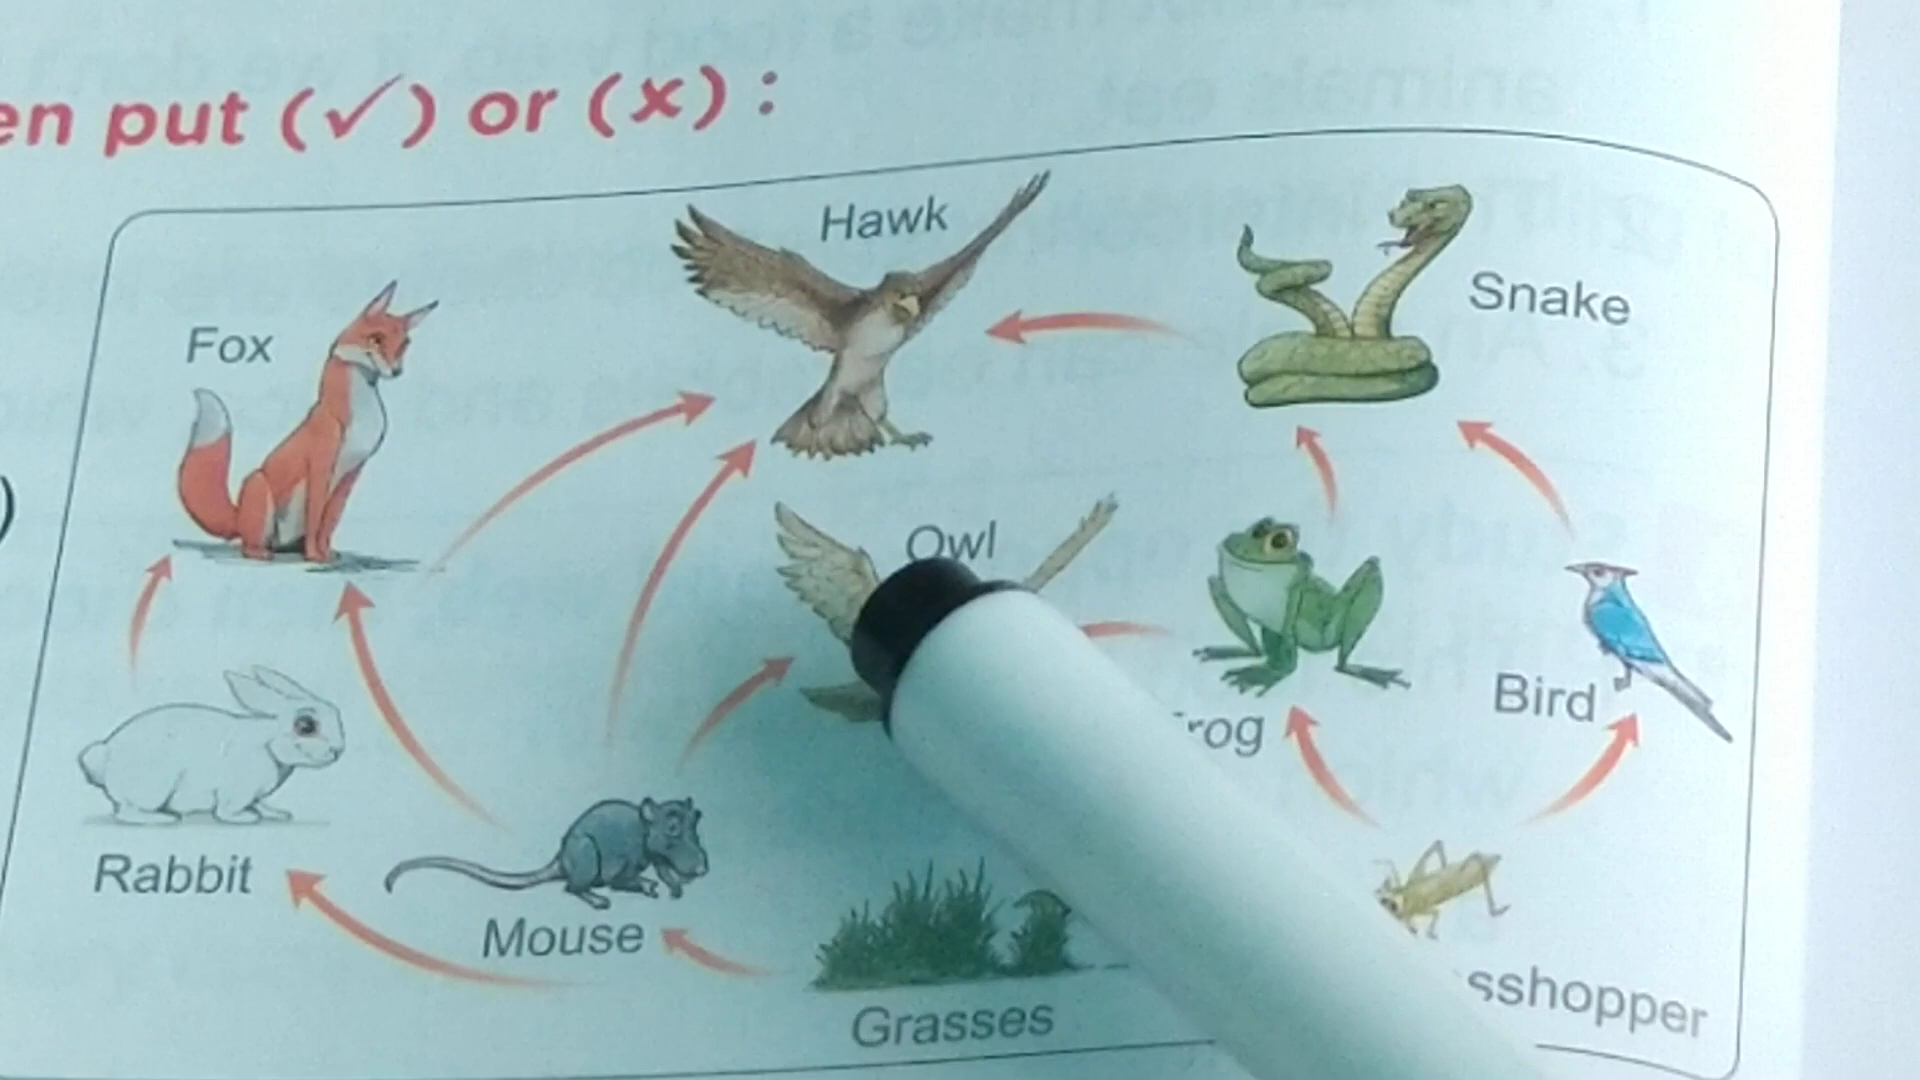 en put (✓) or (x) :
Hawk
Snake
Fox
Owl
Bird
rog
Rabbit
Mouse
sshopper
Grasses